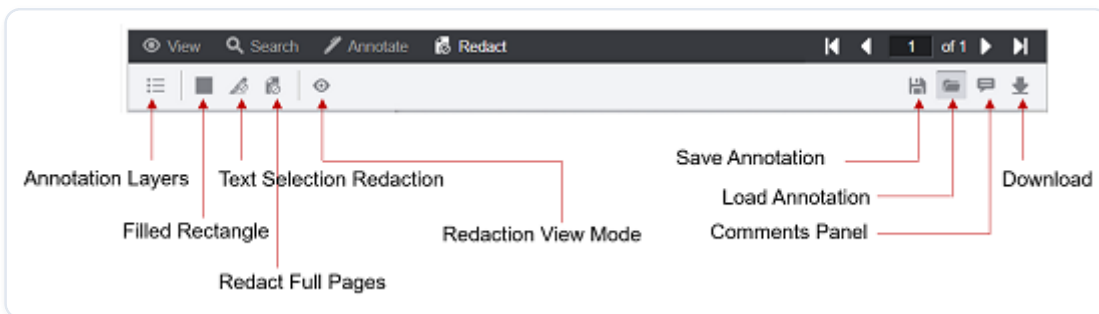 View Search Annotate Redact 1 of 1
Save Annotation
Annotation Layers Text Selection Redaction Download
Load Annotation
Filled Rectangle Redaction View Mode Comments Panel
Redact Full Pages